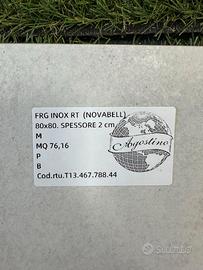 FRG INOX RT (NOVABELL)
80x80. SPESSORE 2 cm
M
MQ 76,16
P
B
Cod.rtu.T13.467.788.44
Agostino
subito